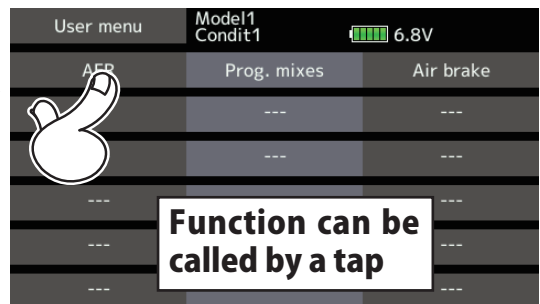 User menu
Model1
Condit1
6.8V
AFR Prog. mixes Air brake
--- ---
--- ---
--- ---
--- ---
--- ---
Function can be
called by a tap